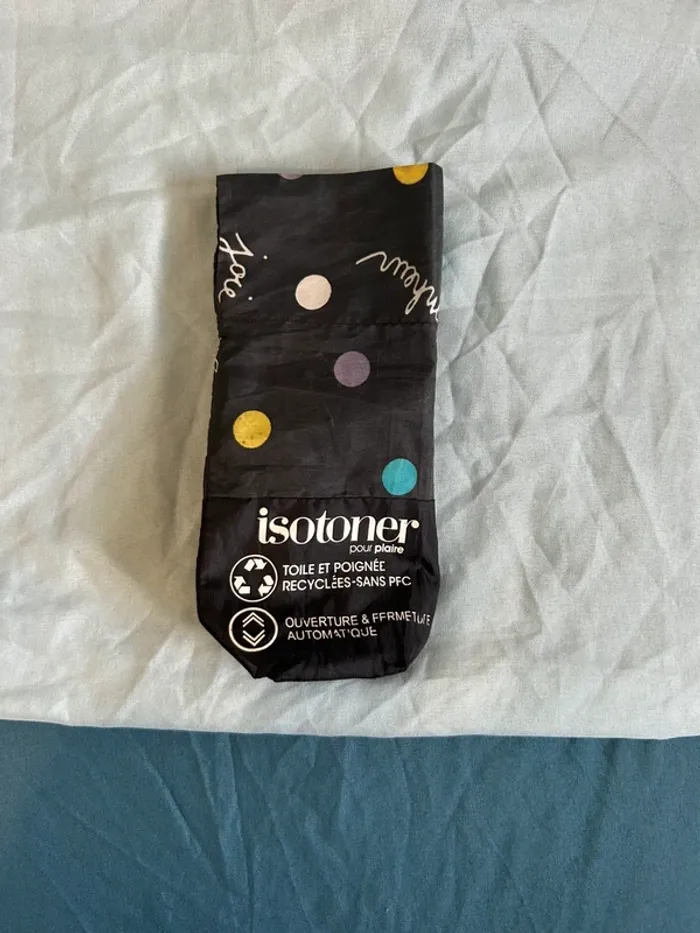 joie
isotoner
pour plaire
TOILE ET POIGNÉE
RECYCLÉES-SANS PFC
OUVERTURE & FERMETURE
AUTOMATIQUE